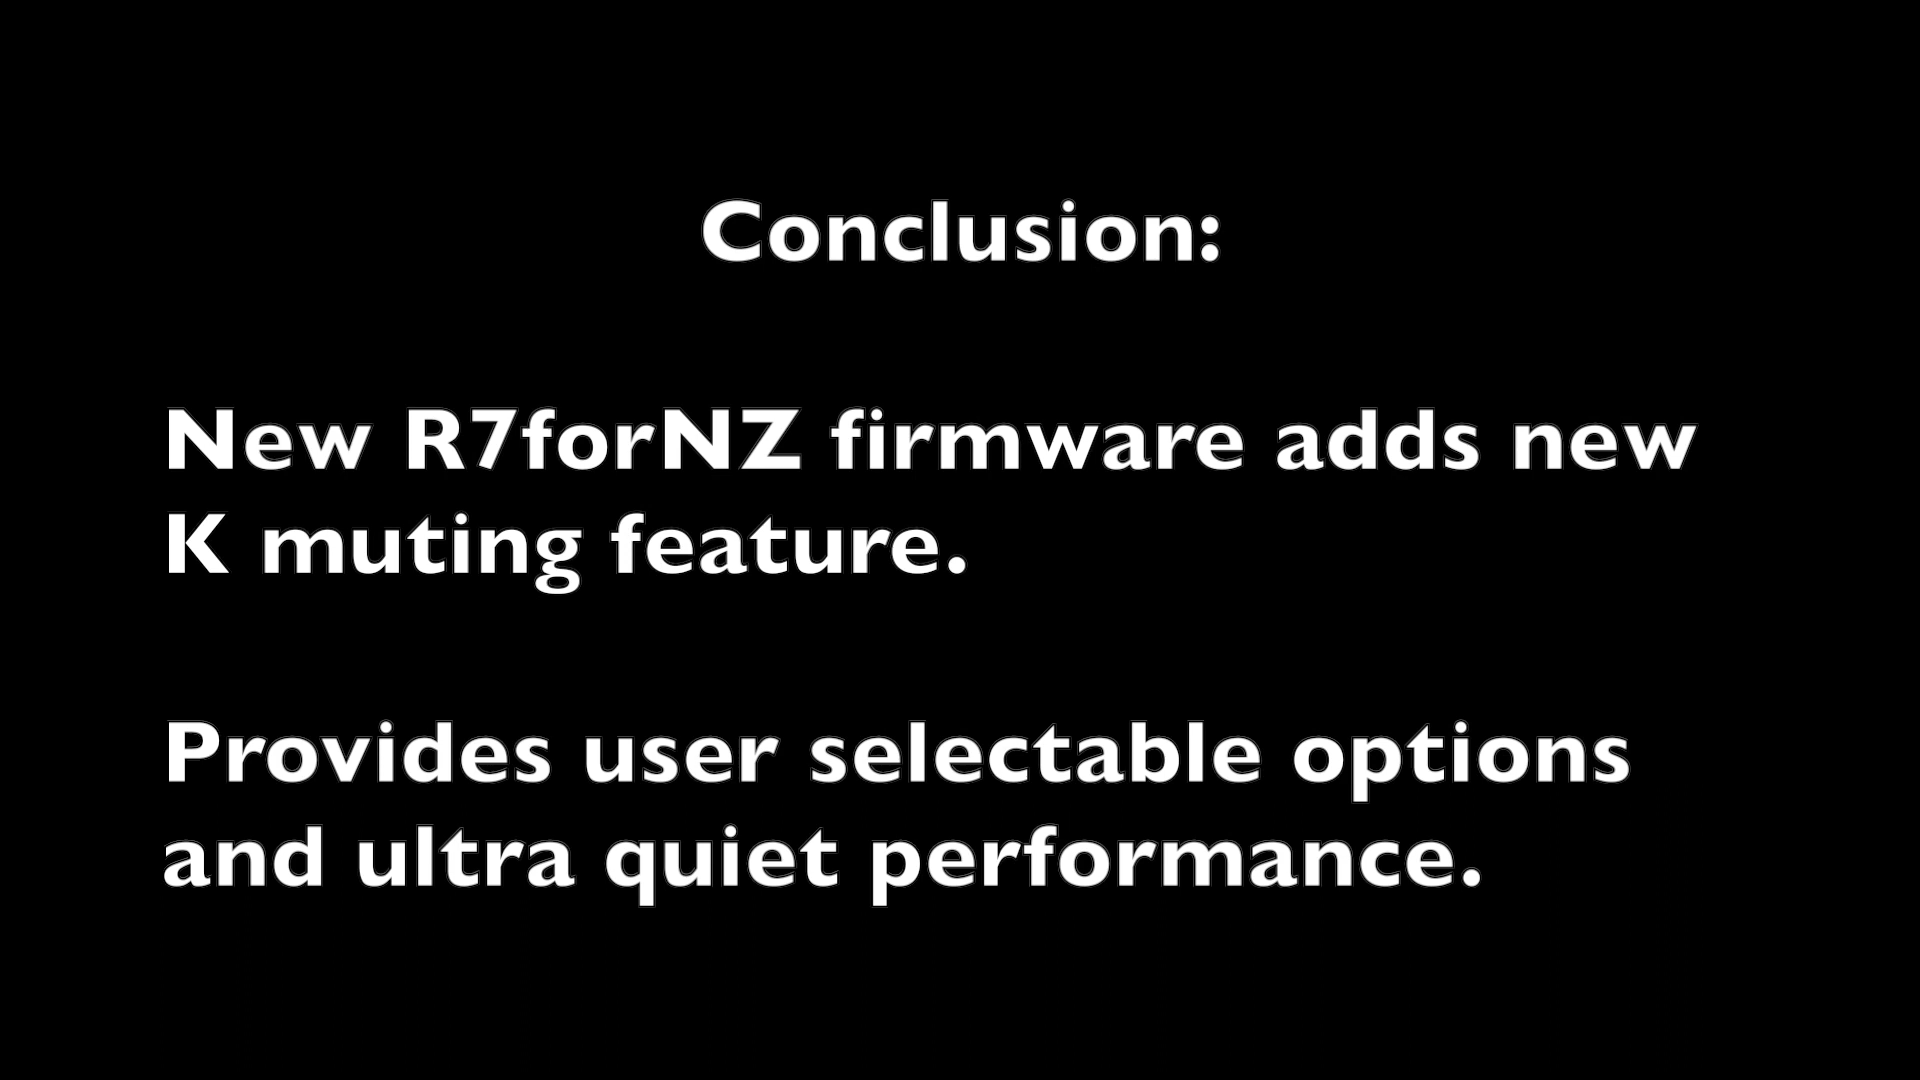 Conclusion:
New R7forNZ firmware adds new
K muting feature.
Provides user selectable options
and ultra quiet performance.